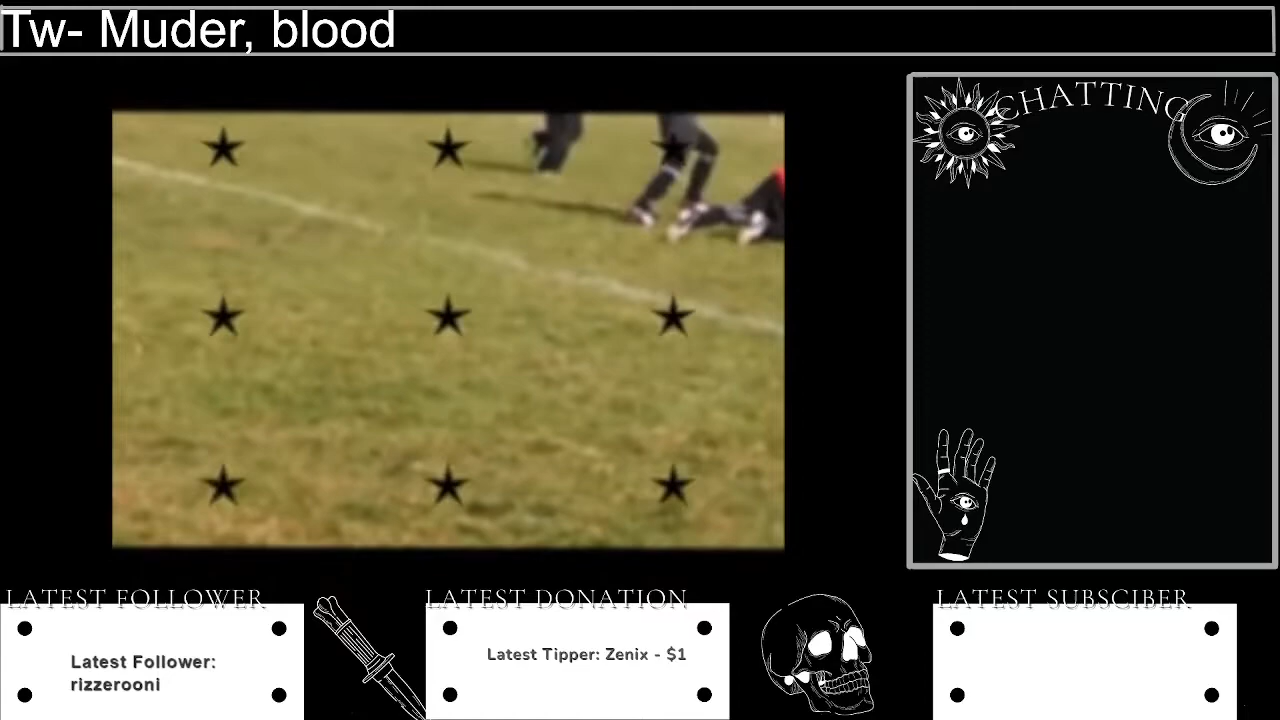 Tw- Muder, blood
CHATTING
LATEST FOLLOWER
LATEST DONATION
LATEST SUBSCIBER
Latest Follower:
rizzerooni
Latest Tipper: Zenix - $1